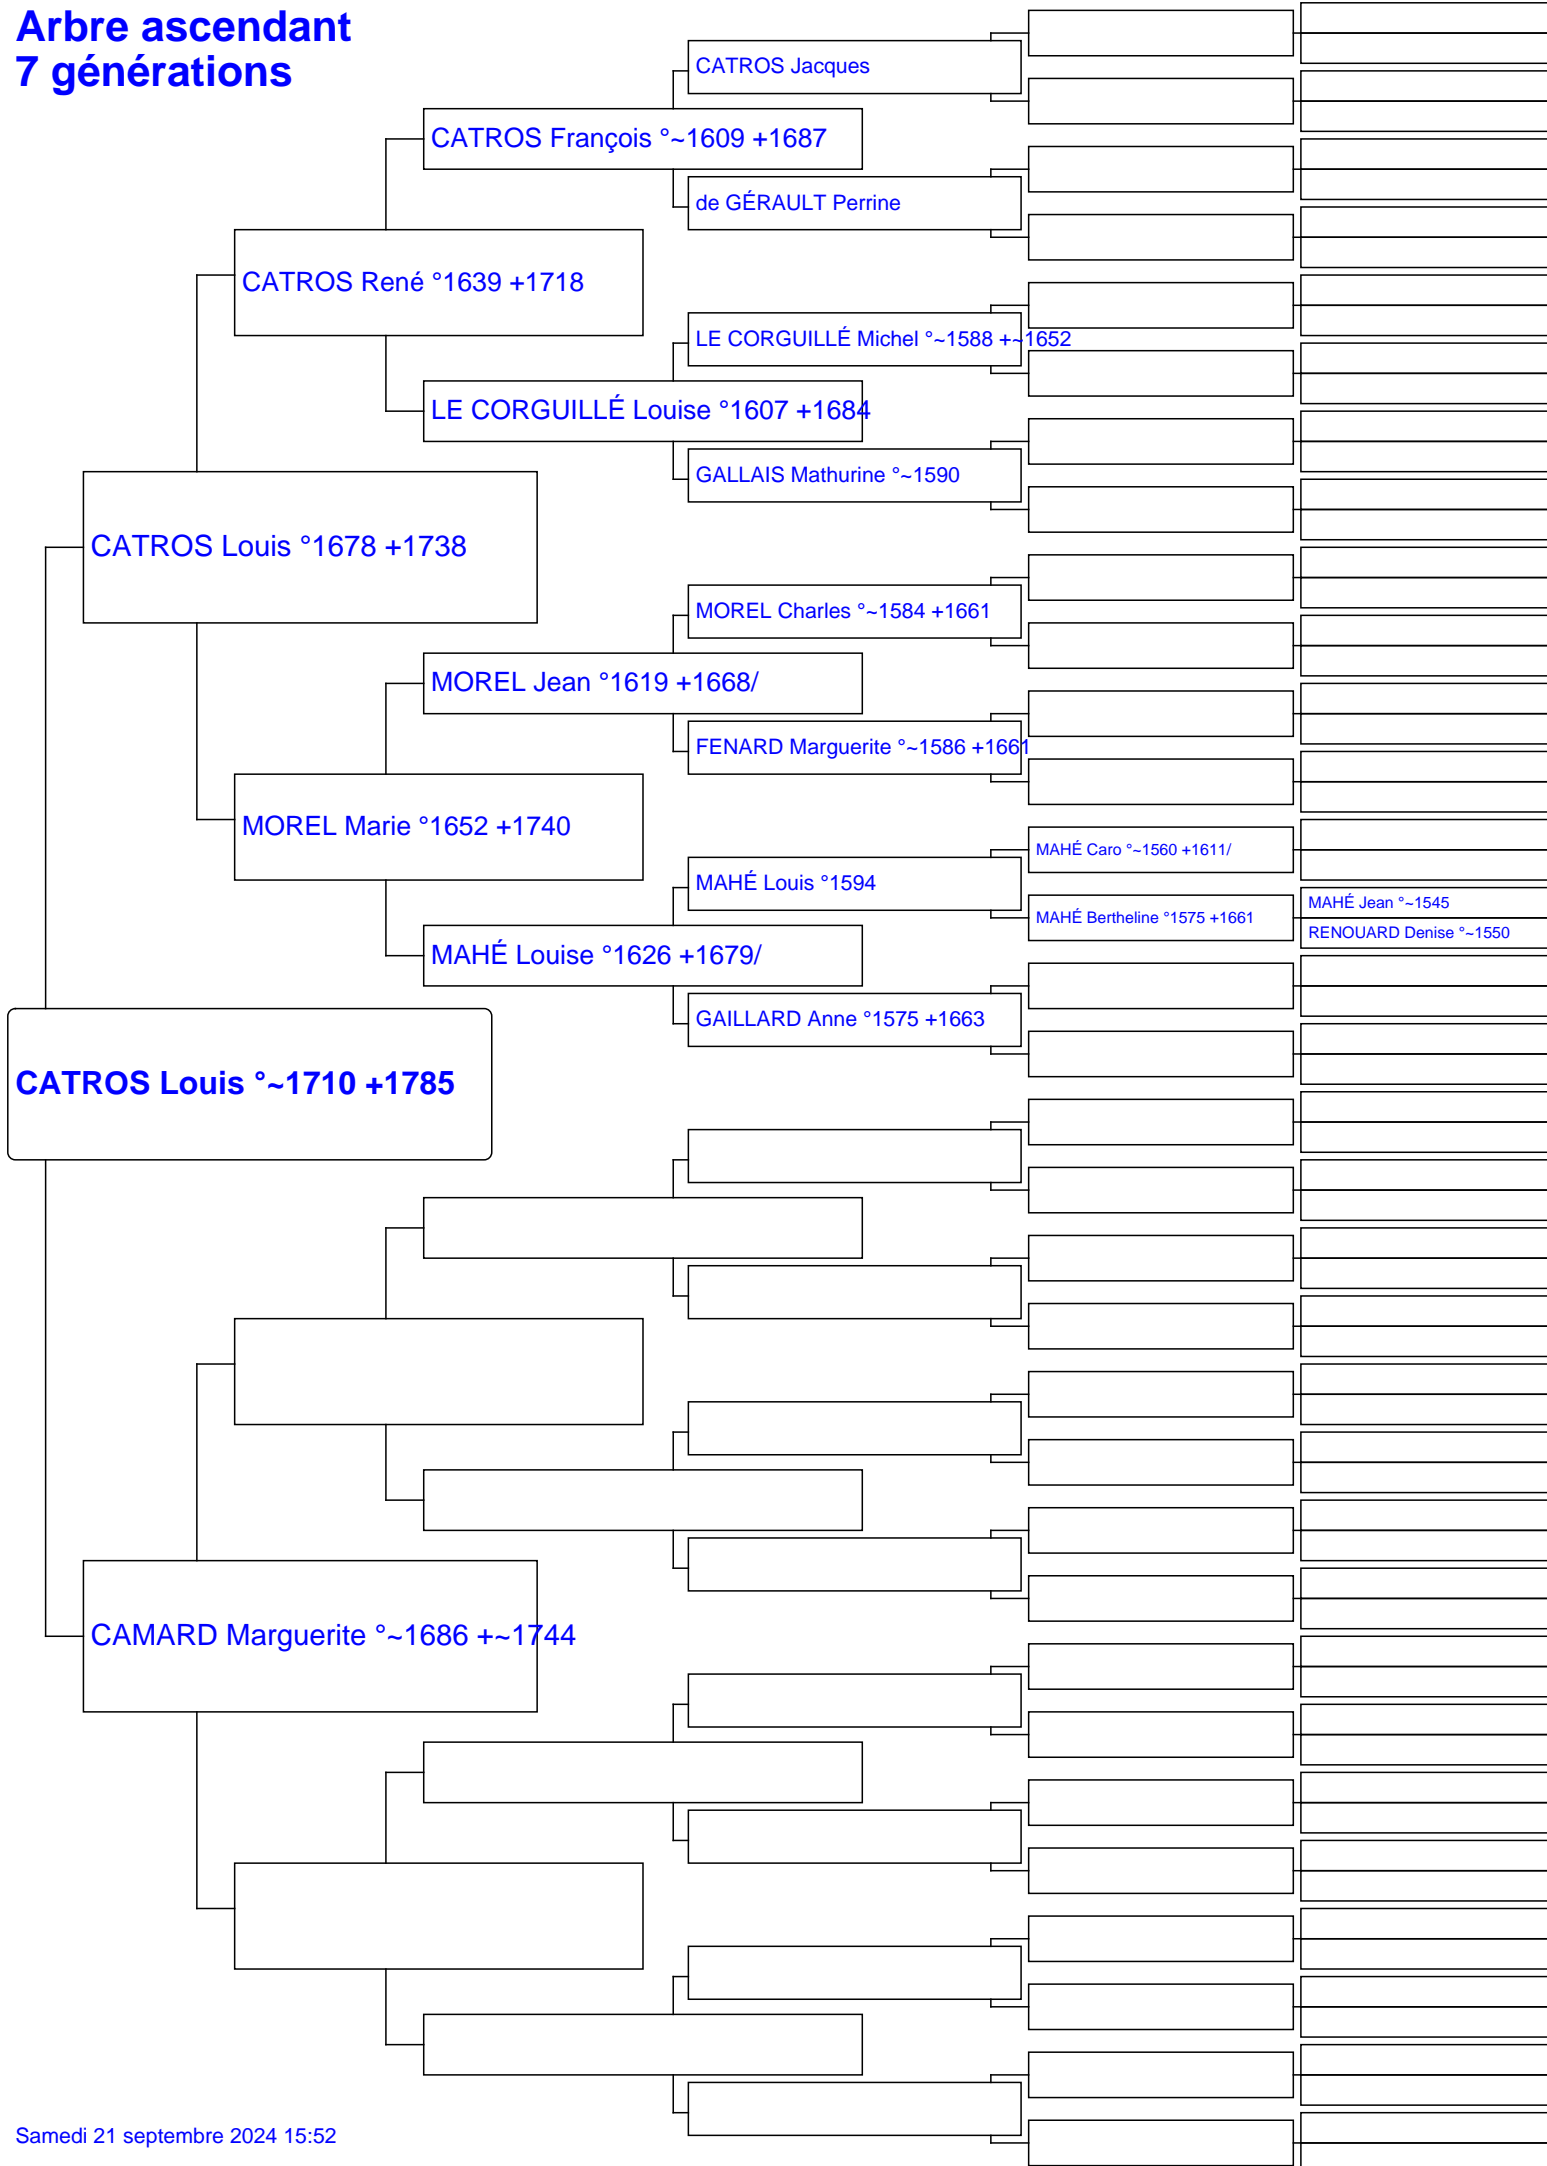 Arbre ascendant
7 générations
CATROS Jacques
CATROS François °~1609 +1687
de GÉRAULT Perrine
CATROS René °1639 +1718
LE CORGUILLÉ Michel °~1588 +~1652
LE CORGUILLÉ Louise °1607 +1684
GALLAIS Mathurine °~1590
CATROS Louis °1678 +1738
MOREL Charles °~1584 +1661
MOREL Jean °1619 +1668/
FENARD Marguerite °~1586 +1661
MOREL Marie °1652 +1740
MAHÉ Caro °~1560 +1611/
MAHÉ Louis °1594
MAHÉ Jean °~1545
MAHÉ Bertheline °1575 +1661
RENOUARD Denise °~1550
MAHÉ Louise °1626 +1679/
GAILLARD Anne °1575 +1663
CATROS Louis °~1710 +1785
CAMARD Marguerite °~1686 +~1744
Samedi 21 septembre 2024 15:52